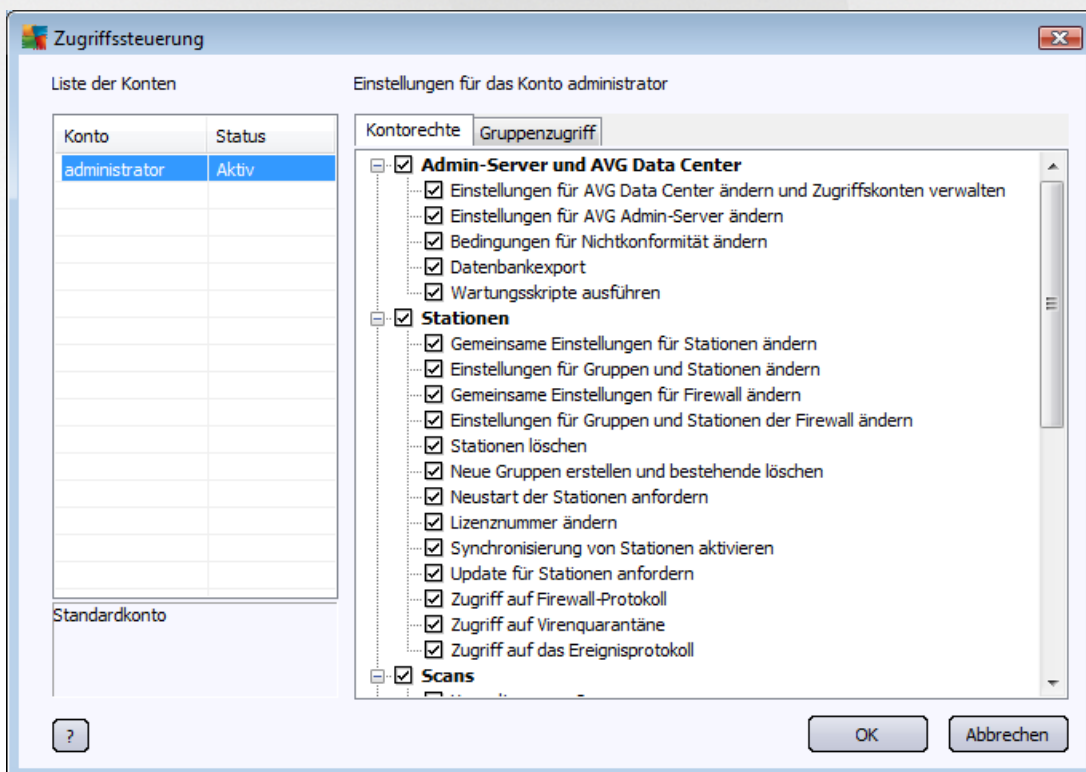 Zugriffssteuerung
Liste der Konten
Einstellungen für das Konto administrator
Konto Status
administrator Aktiv
Standardkonto
Kontorechte Gruppenzugriff
Admin-Server und AVG Data Center
Einstellungen für AVG Data Center ändern und Zugriffskonten verwalten
Einstellungen für AVG Admin-Server ändern
Bedingungen für Nichtkonformität ändern
Datenbankexport
Wartungsskripte ausführen
Stationen
Gemeinsame Einstellungen für Stationen ändern
Einstellungen für Gruppen und Stationen ändern
Gemeinsame Einstellungen für Firewall ändern
Einstellungen für Gruppen und Stationen der Firewall ändern
Stationen löschen
Neue Gruppen erstellen und bestehende löschen
Neustart der Stationen anfordern
Lizenznummer ändern
Synchronisierung von Stationen aktivieren
Update für Stationen anfordern
Zugriff auf Firewall-Protokoll
Zugriff auf Virenquarantäne
Zugriff auf das Ereignisprotokoll
Scans
?
OK
Abbrechen